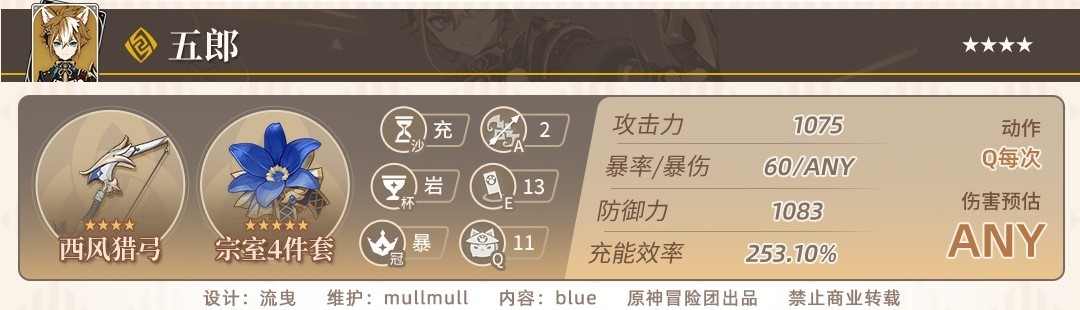 五郎
★★★★
充
沙
2
A
岩
杯
13
E
暴
冠
11
Q
★★★★
西风猎弓
★★★★★
宗室4件套
攻击力 1075
暴率/暴伤 60/ANY
防御力 1083
充能效率 253.10%
动作
Q每次
伤害预估
ANY
设计：流曳 维护：mullmull 内容：blue 原神冒险团出品 禁止商业转载